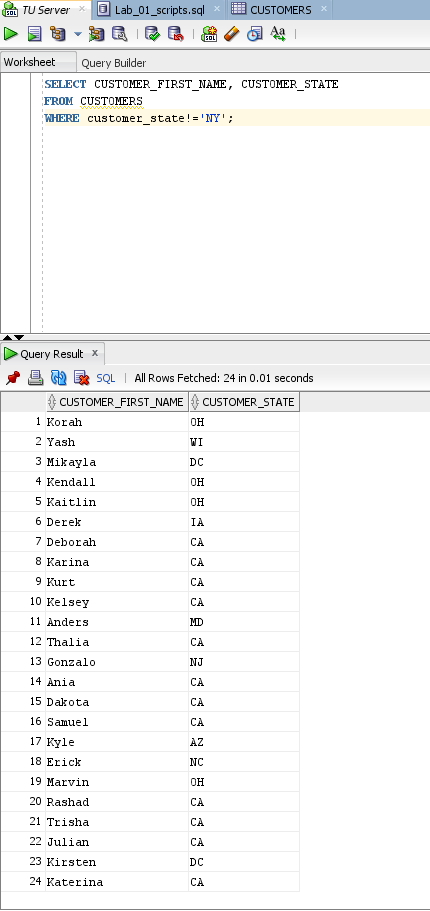 TU Server Lab_01_scripts.sql CUSTOMERS
Worksheet Query Builder
SELECT CUSTOMER_FIRST_NAME, CUSTOMER_STATE
FROM CUSTOMERS
WHERE customer_state!='NY';
Query Result x
SQL | All Rows Fetched: 24 in 0.01 seconds
CUSTOMER_FIRST_NAME CUSTOMER_STATE
1 Korah OH
2 Yash WI
3 Mikayla DC
4 Kendall OH
5 Kaitlin OH
6 Derek IA
7 Deborah CA
8 Karina CA
9 Kurt CA
10 Kelsey CA
11 Anders MD
12 Thalia CA
13 Gonzalo NJ
14 Ania CA
15 Dakota CA
16 Samuel CA
17 Kyle AZ
18 Erick NC
19 Marvin OH
20 Rashad CA
21 Trisha CA
22 Julian CA
23 Kirsten DC
24 Katerina CA